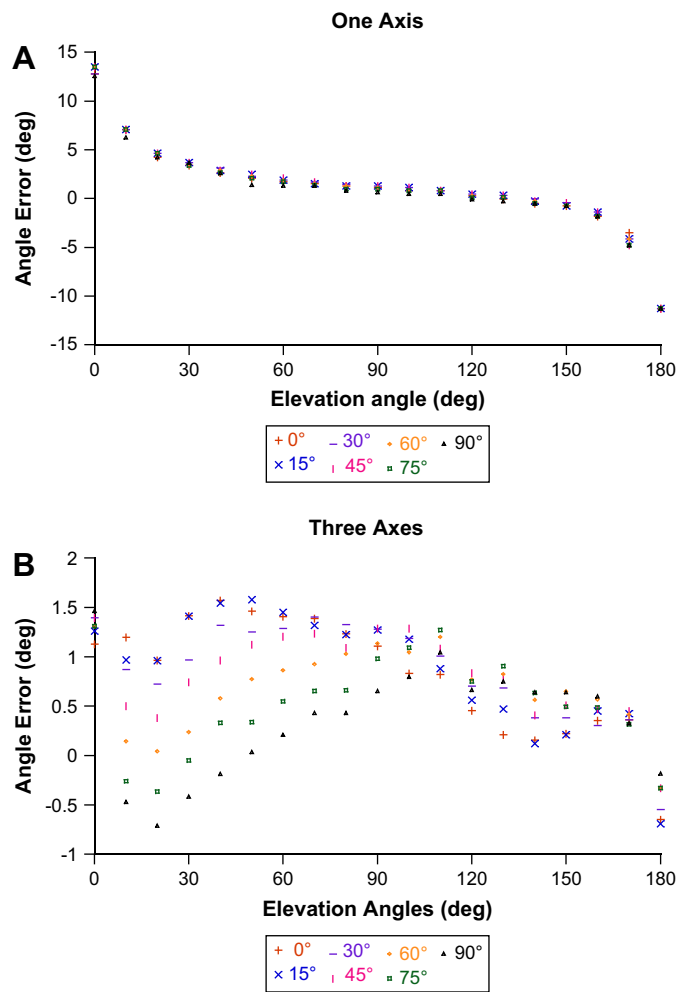 One Axis
A
15
10
5
0
-5
-10
-15
Angle Error (deg)
0 30 60 90 120 150 180
Elevation angle (deg)
+ 0° – 30° 60° 90°
× 15° | 45° 75°
Three Axes
B
2
1.5
1
0.5
0
-0.5
-1
Angle Error (deg)
0 30 60 90 120 150 180
Elevation Angles (deg)
+ 0° – 30° 60° 90°
× 15° | 45° 75°